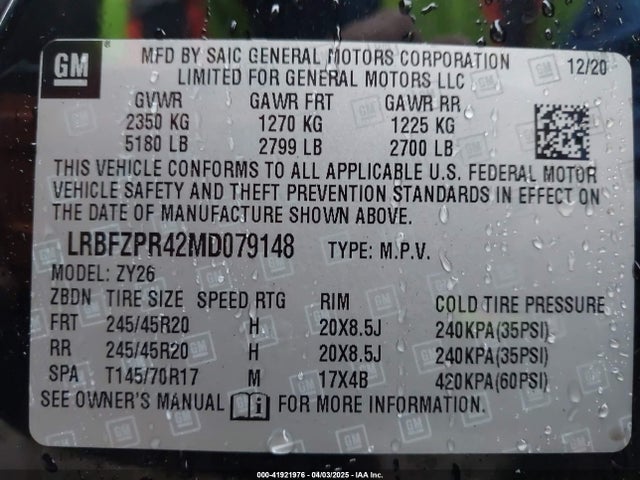 GM
MFD BY SAIC GENERAL MOTORS CORPORATION
LIMITED FOR GENERAL MOTORS LLC
12/20
GVWR GAWR FRT GAWR RR
2350 KG 1270 KG 1225 KG
5180 LB 2799 LB 2700 LB
THIS VEHICLE CONFORMS TO ALL APPLICABLE U.S. FEDERAL MOTOR
VEHICLE SAFETY AND THEFT PREVENTION STANDARDS IN EFFECT ON
THE DATE OF MANUFACTURE SHOWN ABOVE.
LRBFZPR42MD079148 TYPE: M.P.V.
MODEL: ZY26
ZBDN TIRE SIZE SPEED RTG RIM COLD TIRE PRESSURE
FRT 245/45R20 H 20X8.5J 240KPA(35PSI)
RR 245/45R20 H 20X8.5J 240KPA(35PSI)
SPA T145/70R17 M 17X4B 420KPA(60PSI)
SEE OWNER'S MANUAL FOR MORE INFORMATION.
000-41921976 - 04/03/2025 - IAA Inc.